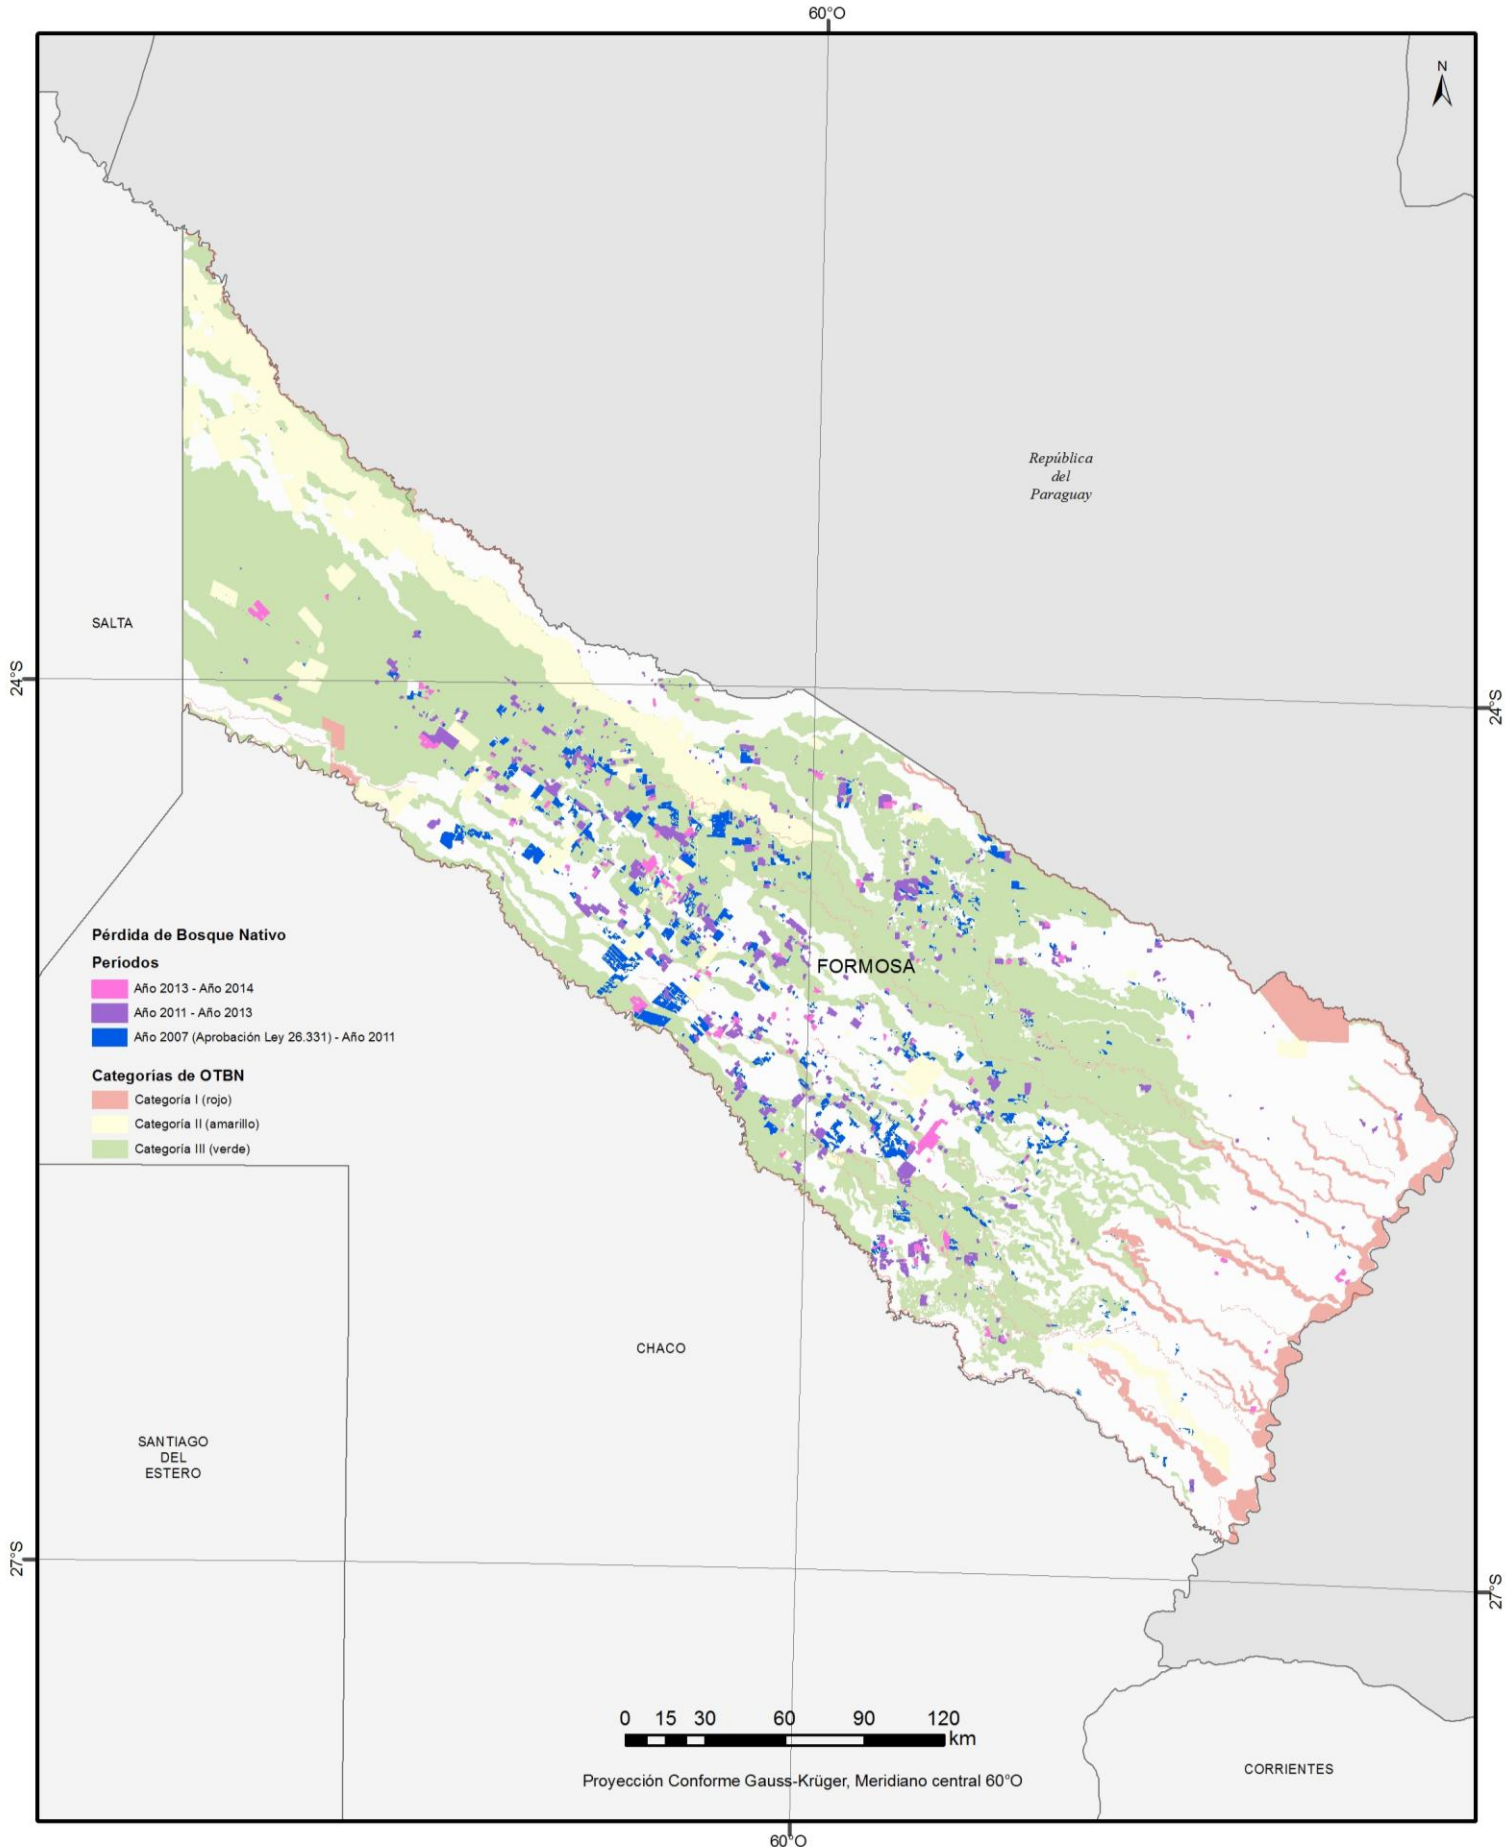 60°O
N
República
del
Paraguay
SALTA
24°S
24°S
FORMOSA
Pérdida de Bosque Nativo
Periodos
Año 2013 - Año 2014
Año 2011 - Año 2013
Año 2007 (Aprobación Ley 26.331) - Año 2011
Categorías de OTBN
Categoría I (rojo)
Categoría II (amarillo)
Categoría III (verde)
CHACO
SANTIAGO
DEL
ESTERO
27°S
27°S
0 15 30 60 90 120
km
Proyección Conforme Gauss-Krüger, Meridiano central 60°O
CORRIENTES
60°O